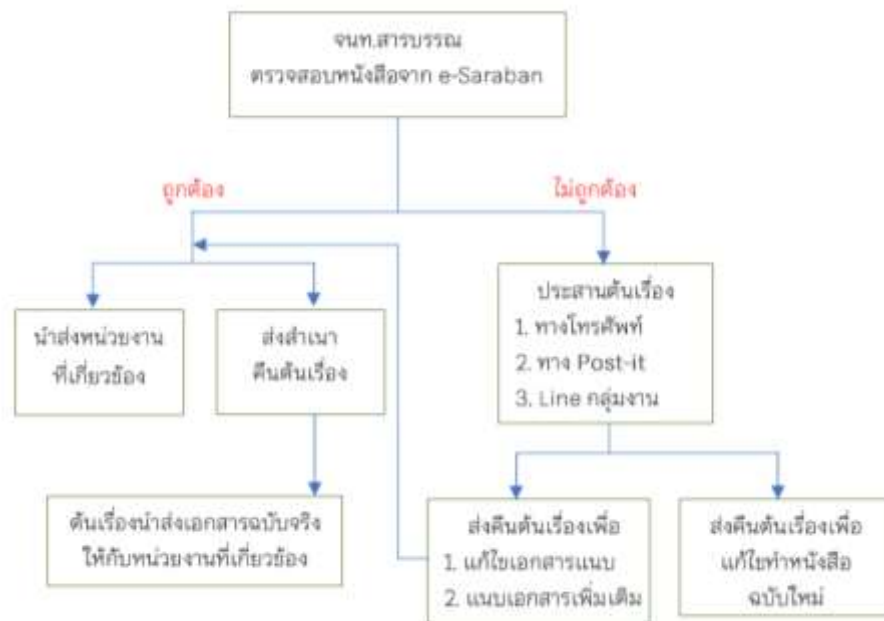 จนท.สารบรรณ
ตรวจสอบหนังสือจาก e-Saraban
ถูกต้อง
ไม่ถูกต้อง
นำส่งหน่วยงาน
ที่เกี่ยวข้อง
ส่งสำเนา
คืนต้นเรื่อง
ประสานต้นเรื่อง
1. ทางโทรศัพท์
2. ทาง Post-it
3. Line กลุ่มงาน
ต้นเรื่องนำส่งเอกสารฉบับจริง
ให้กับหน่วยงานที่เกี่ยวข้อง
ส่งคืนต้นเรื่องเพื่อ
1. แก้ไขเอกสารแนบ
2. แนบเอกสารเพิ่มเติม
ส่งคืนต้นเรื่องเพื่อ
แก้ไขทำหนังสือ
ฉบับใหม่